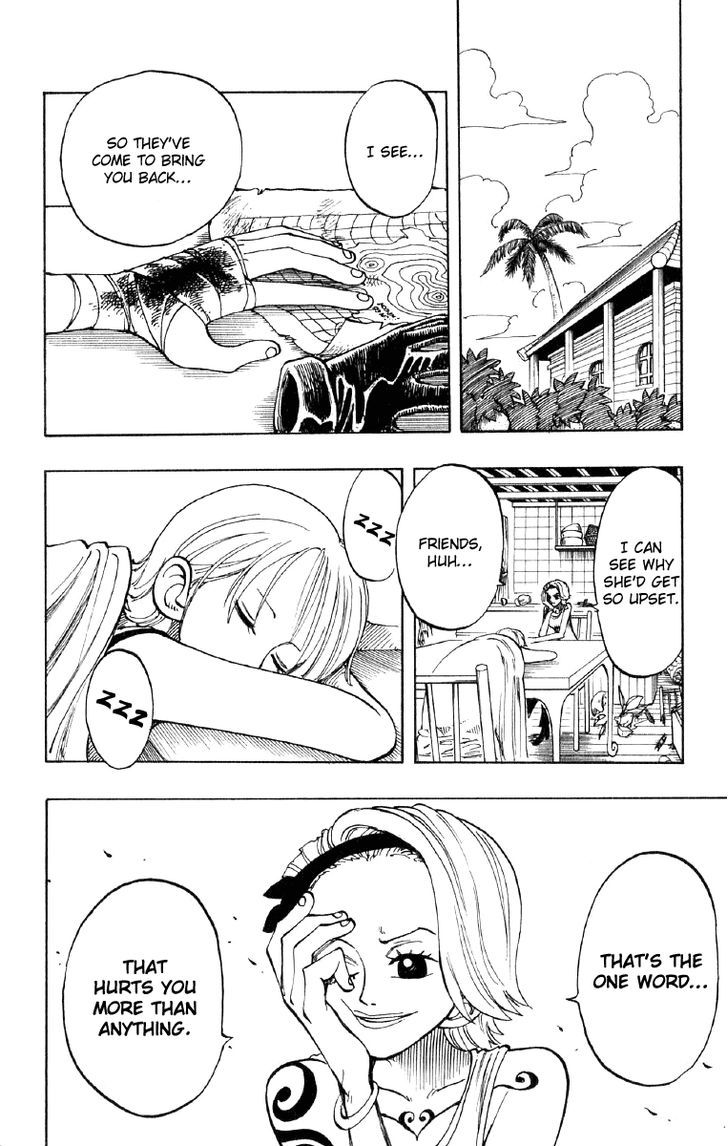 I SEE...
SO THEY'VE
COME TO BRING
YOU BACK...
I CAN
SEE WHY
SHE'D GET
SO UPSET.
FRIENDS,
HUH...
ZZZ
ZZZ
THAT'S THE
ONE WORD...
THAT
HURTS YOU
MORE THAN
ANYTHING.